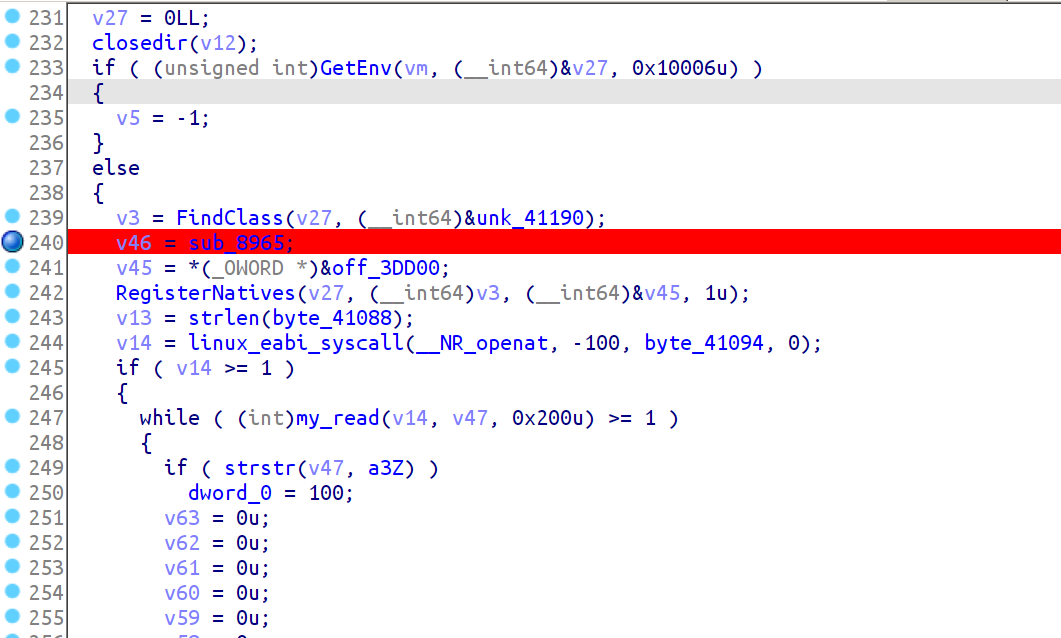 231 v27 = 0LL;
232 closedir(v12);
233 if ( (unsigned int)GetEnv(vm, (__int64)&v27, 0x10006u) )
234 {
235 v5 = -1;
236 }
237 else
238 {
239 v3 = FindClass(v27, (__int64)&unk_41190);
240 v46 = sub_8965;
241 v45 = *(_OWORD *)&off_3DD00;
242 RegisterNatives(v27, (__int64)v3, (__int64)&v45, 1u);
243 v13 = strlen(byte_41088);
244 v14 = linux_eabi_syscall(__NR_openat, -100, byte_41094, 0);
245 if ( v14 >= 1 )
246 {
247 while ( (int)my_read(v14, v47, 0x200u) >= 1 )
248 {
249 if ( strstr(v47, a3Z) )
250 dword_0 = 100;
251 v63 = 0u;
252 v62 = 0u;
253 v61 = 0u;
254 v60 = 0u;
255 v59 = 0u;